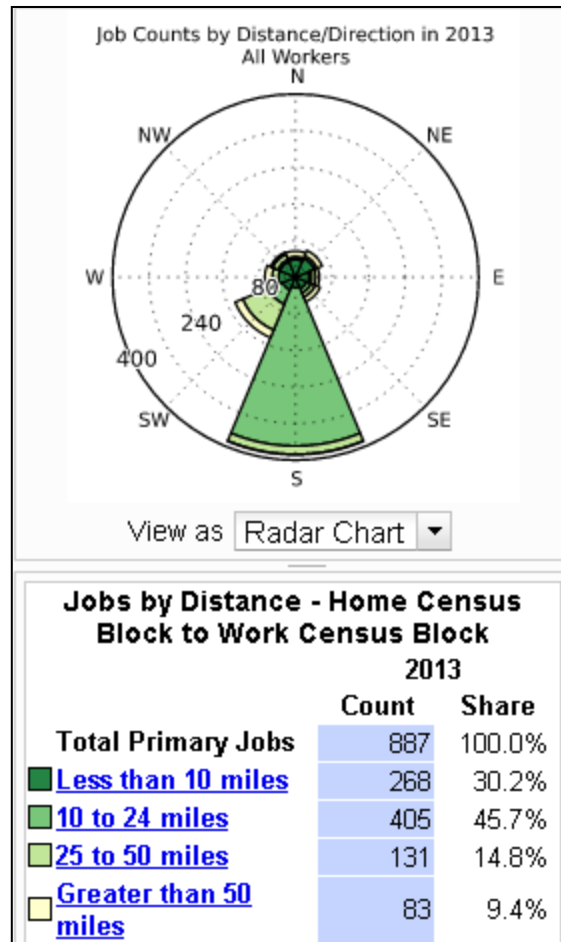 Job Counts by Distance/Direction in 2013
All Workers
N
NW
NE
W
80
E
240
400
SW
SE
S
View as Radar Chart
Jobs by Distance - Home Census
Block to Work Census Block
2013
Count Share
Total Primary Jobs 887 100.0%
Less than 10 miles 268 30.2%
10 to 24 miles 405 45.7%
25 to 50 miles 131 14.8%
Greater than 50
miles 83 9.4%